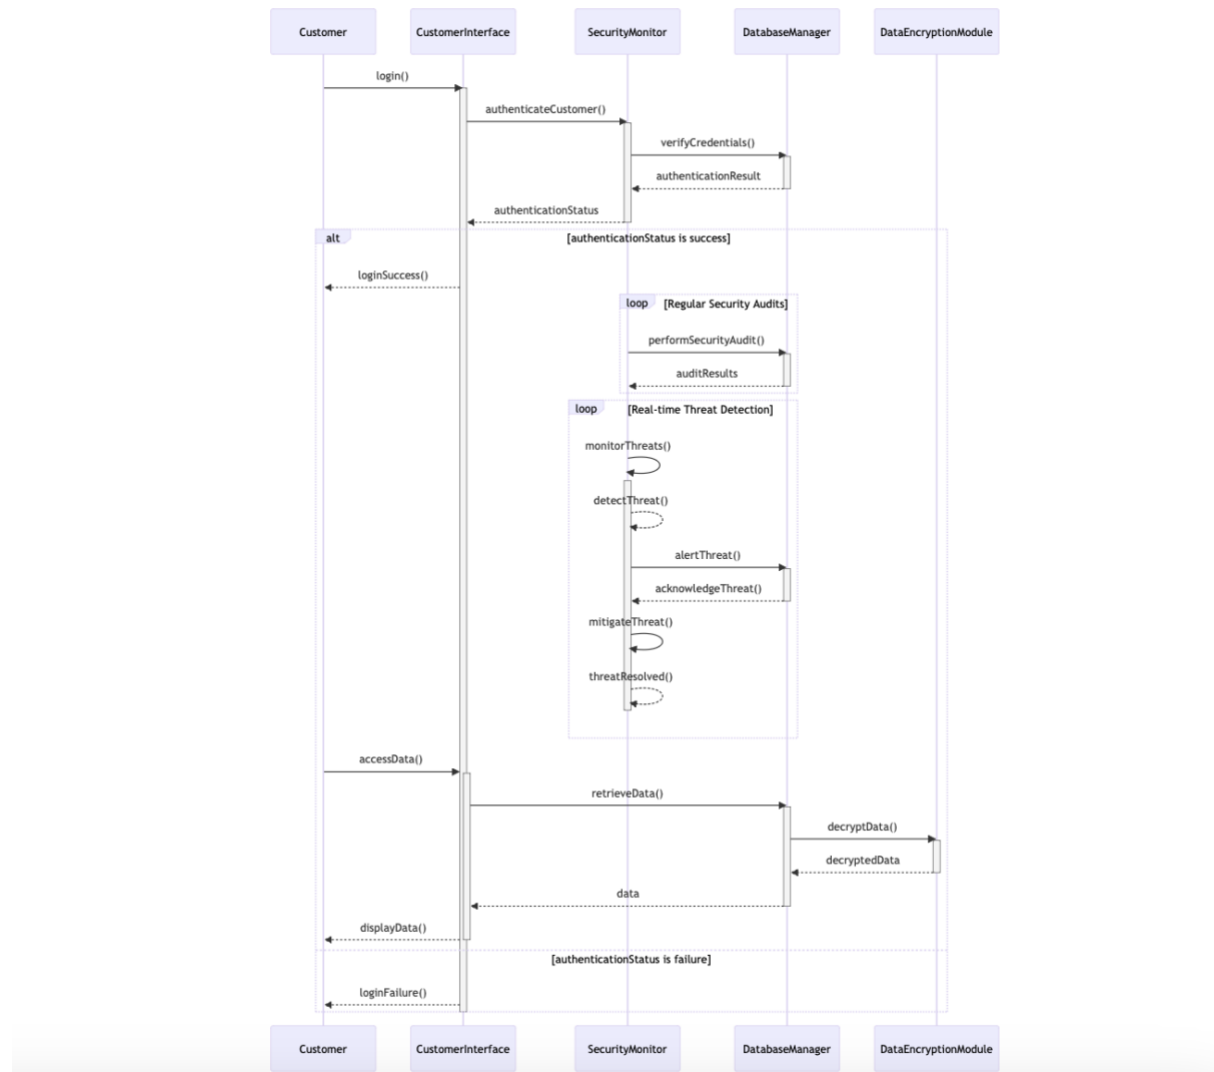 Customer CustomerInterface SecurityMonitor DatabaseManager DataEncryptionModule
login()
authenticateCustomer()
verifyCredentials()
authenticationResult
authenticationStatus
alt [authenticationStatus is success]
loginSuccess()
loop [Regular Security Audits]
performSecurityAudit()
auditResults
loop [Real-time Threat Detection]
monitorThreats()
detectThreat()
alertThreat()
acknowledgeThreat()
mitigateThreat()
threatResolved()
accessData()
retrieveData()
decryptData()
decryptedData
data
displayData()
[authenticationStatus is failure]
loginFailure()
Customer CustomerInterface SecurityMonitor DatabaseManager DataEncryptionModule